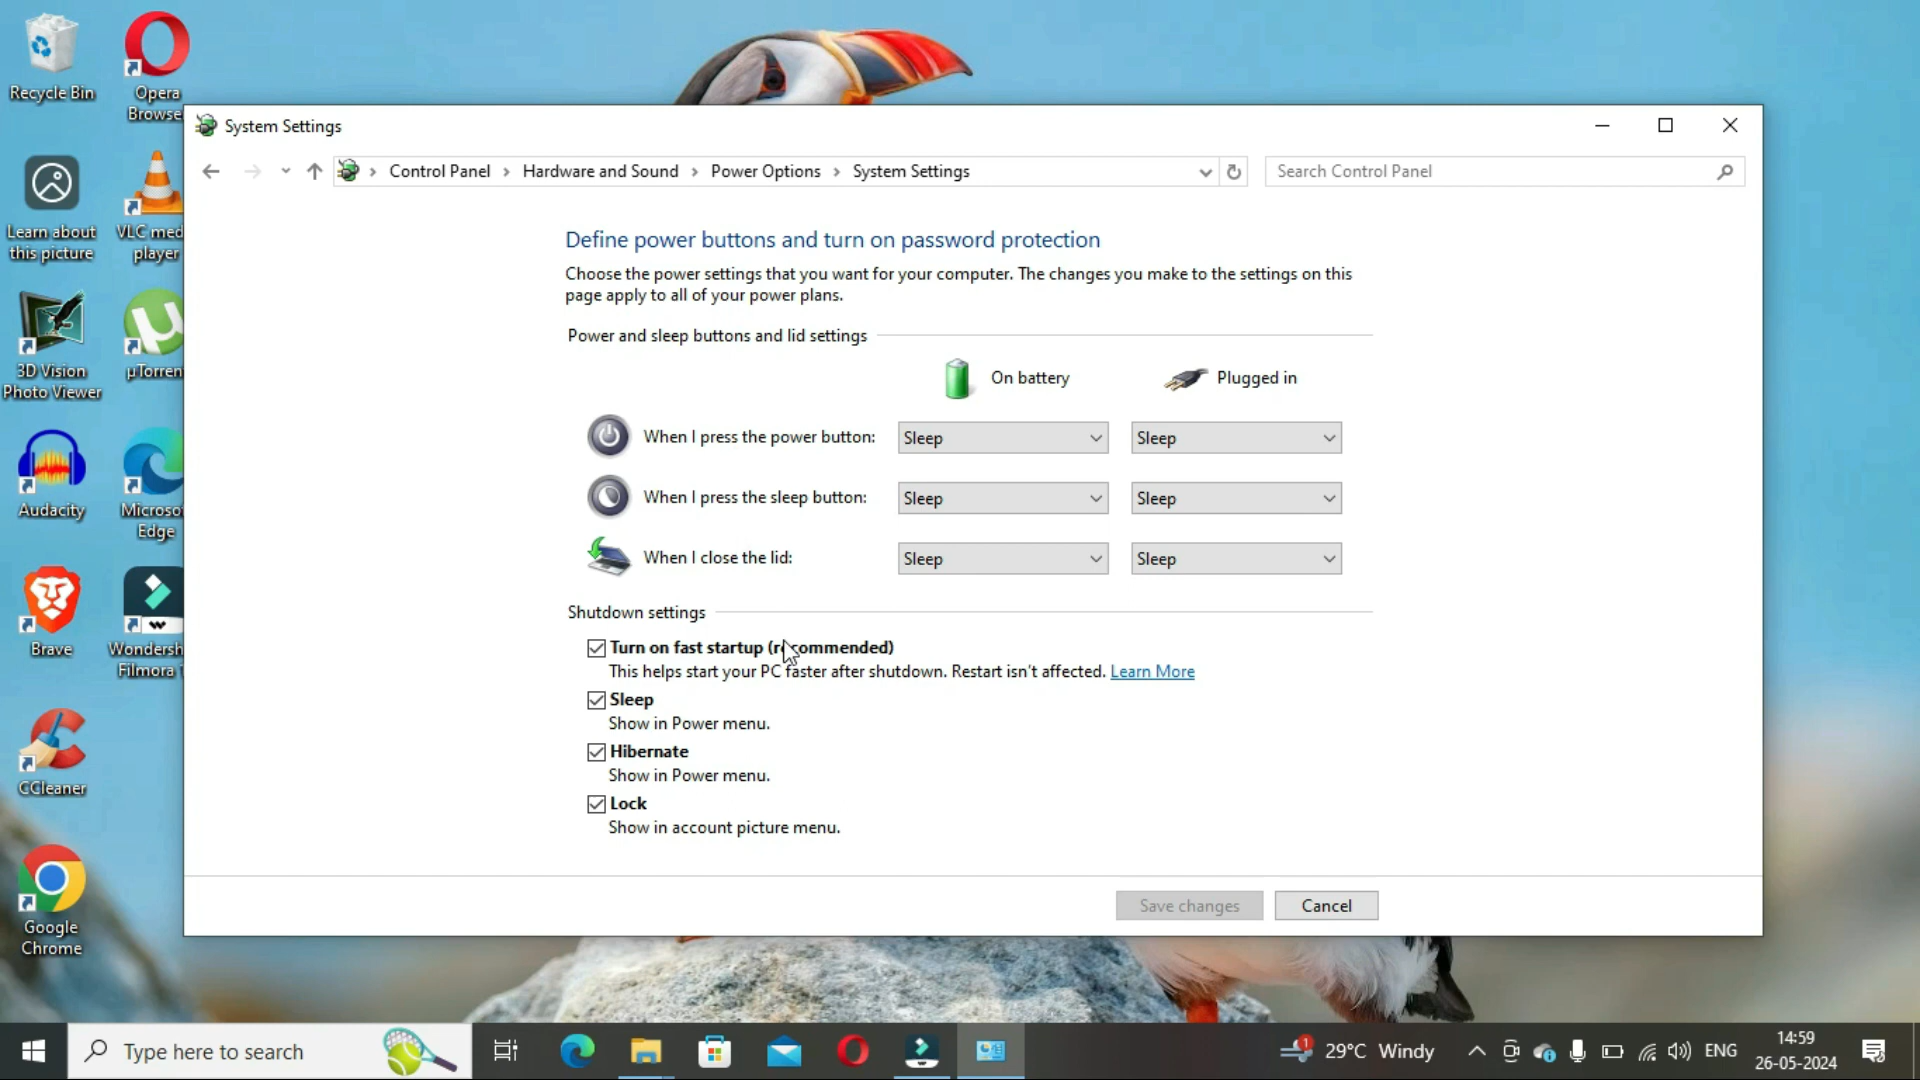 Recycle Bin
Opera
Browse
Learn about
this picture
VLC med
player
3D Vision
Photo Viewer
µTorren
Audacity
Microso
Edge
Brave
Wondersh
Filmora
CCleaner
Google
Chrome
System Settings
Control Panel > Hardware and Sound > Power Options > System Settings
Search Control Panel
Define power buttons and turn on password protection
Choose the power settings that you want for your computer. The changes you make to the settings on this
page apply to all of your power plans.
Power and sleep buttons and lid settings
On battery Plugged in
When I press the power button: Sleep Sleep
When I press the sleep button: Sleep Sleep
When I close the lid: Sleep Sleep
Shutdown settings
Turn on fast startup (recommended)
This helps start your PC faster after shutdown. Restart isn't affected. Learn More
Sleep
Show in Power menu.
Hibernate
Show in Power menu.
Lock
Show in account picture menu.
Save changes Cancel
Type here to search
1
29°C Windy
ENG
14:59
26-05-2024